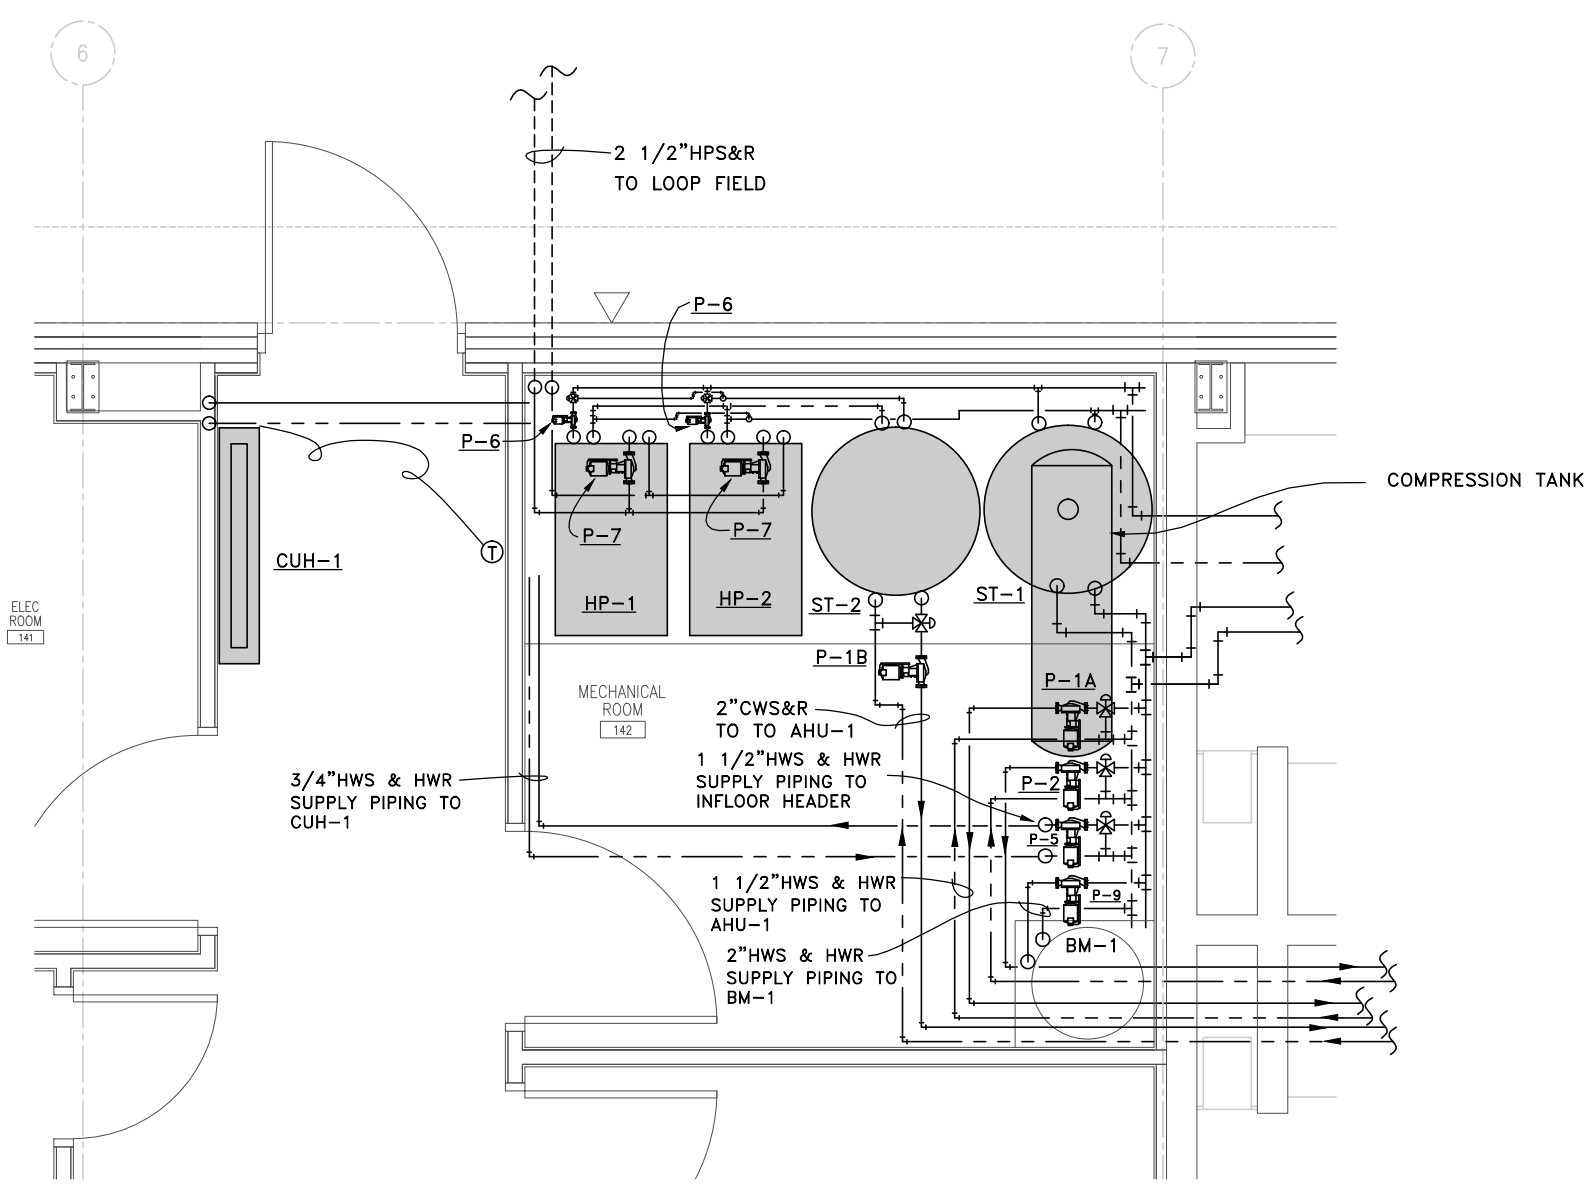 6
7
2 1/2"HPS&R
TO LOOP FIELD
P-6
P-6
COMPRESSION TANK
P-7
P-7
T
CUH-1
HP-1
HP-2
ST-2
ST-1
ELEC
ROOM
141
P-1B
P-1A
MECHANICAL
ROOM
142
2"CWS&R
TO TO AHU-1
1 1/2"HWS & HWR
SUPPLY PIPING TO
INFLOOR HEADER
P-2
3/4"HWS & HWR
SUPPLY PIPING TO
CUH-1
P-5
1 1/2"HWS & HWR
SUPPLY PIPING TO
AHU-1
P-9
BM-1
2"HWS & HWR
SUPPLY PIPING TO
BM-1